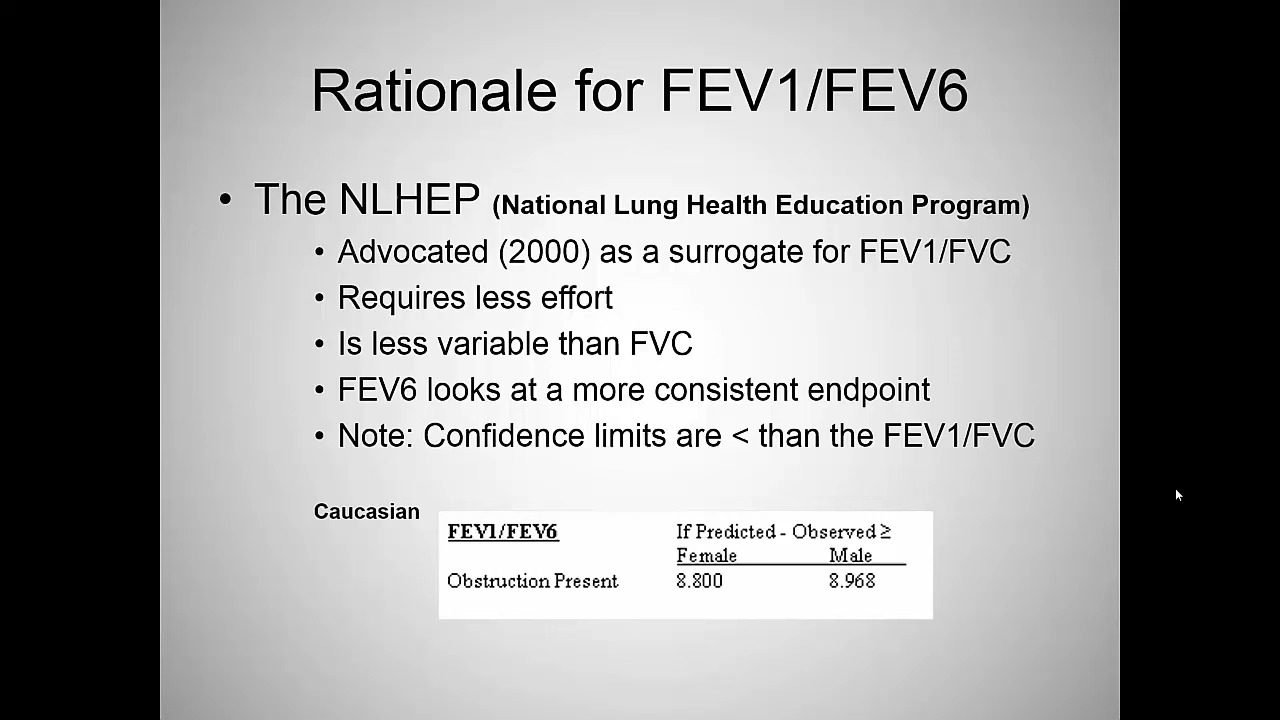 Rationale for FEV1/FEV6
• The NLHEP (National Lung Health Education Program)
• Advocated (2000) as a surrogate for FEV1/FVC
• Requires less effort
• Is less variable than FVC
• FEV6 looks at a more consistent endpoint
• Note: Confidence limits are < than the FEV1/FVC
Caucasian
FEV1/FEV6 If Predicted - Observed ≥
Female Male
Obstruction Present 8.800 8.968